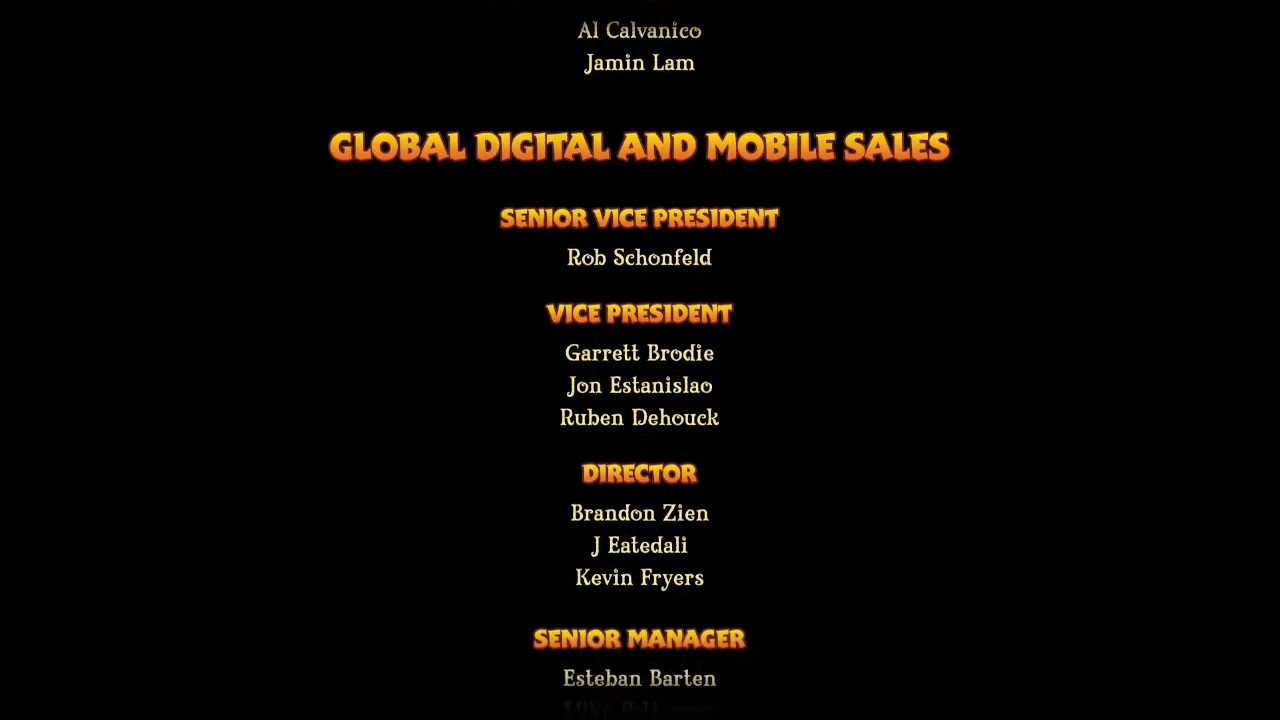 Al Calvanico
Jamin Lam
GLOBAL DIGITAL AND MOBILE SALES
SENIOR VICE PRESIDENT
Rob Schonfeld
VICE PRESIDENT
Garrett Brodie
Jon Estanislao
Ruben Dehouck
DIRECTOR
Brandon Zien
J Eatedali
Kevin Fryers
SENIOR MANAGER
Esteban Barten
Mike